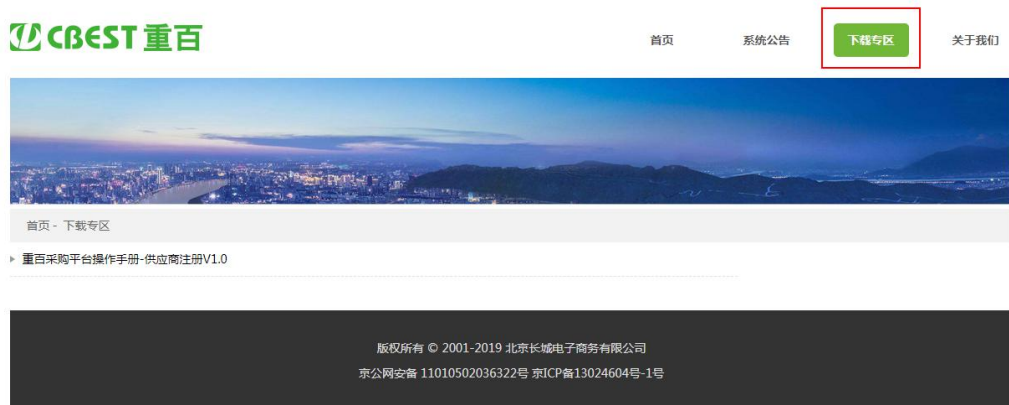 CBEST 重百
首页 系统公告 下载专区 关于我们
首页 - 下载专区
重百采购平台操作手册-供应商注册V1.0
版权所有 © 2001-2019 北京长城电子商务有限公司
京公网安备 11010502036322号 京ICP备13024604号-1号